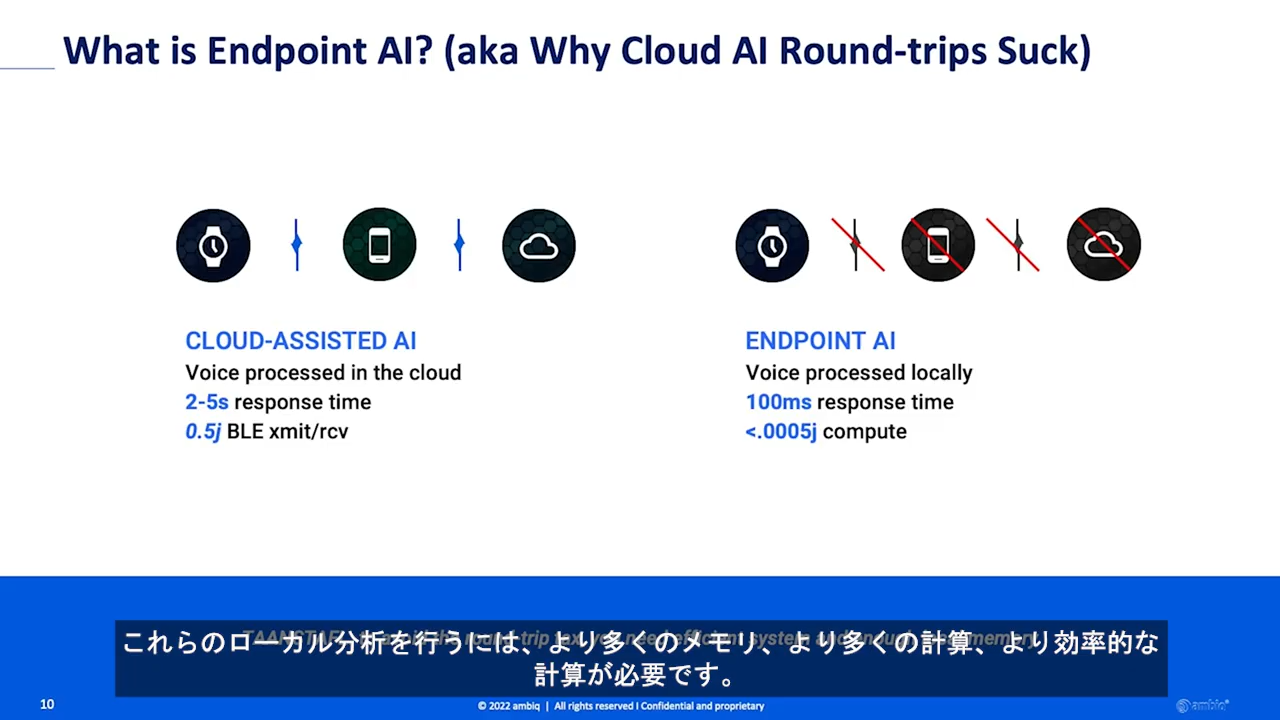 What is Endpoint AI? (aka Why Cloud AI Round-trips Suck)
CLOUD-ASSISTED AI
Voice processed in the cloud
2-5s response time
0.5j BLE xmit/rcv
ENDPOINT AI
Voice processed locally
100ms response time
<.0005j compute
これらのローカル分析を行うには、より多くのメモリ、より多くの計算、より効率的な
計算が必要です。
10
© 2022 ambiq | All rights reserved I Confidential and proprietary
ambiq